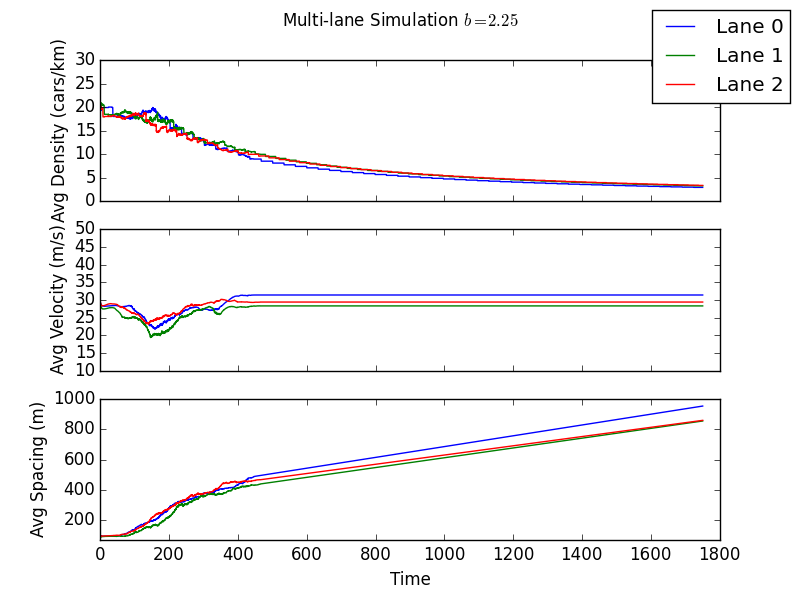 Multi-lane Simulation b=2.25
Lane 0
Lane 1
Lane 2
Avg Density (cars/km)
30
25
20
15
10
5
0
Avg Velocity (m/s)
50
45
40
35
30
25
20
15
10
Avg Spacing (m)
1000
800
600
400
200
0 200 400 600 800 1000 1200 1400 1600 1800
Time